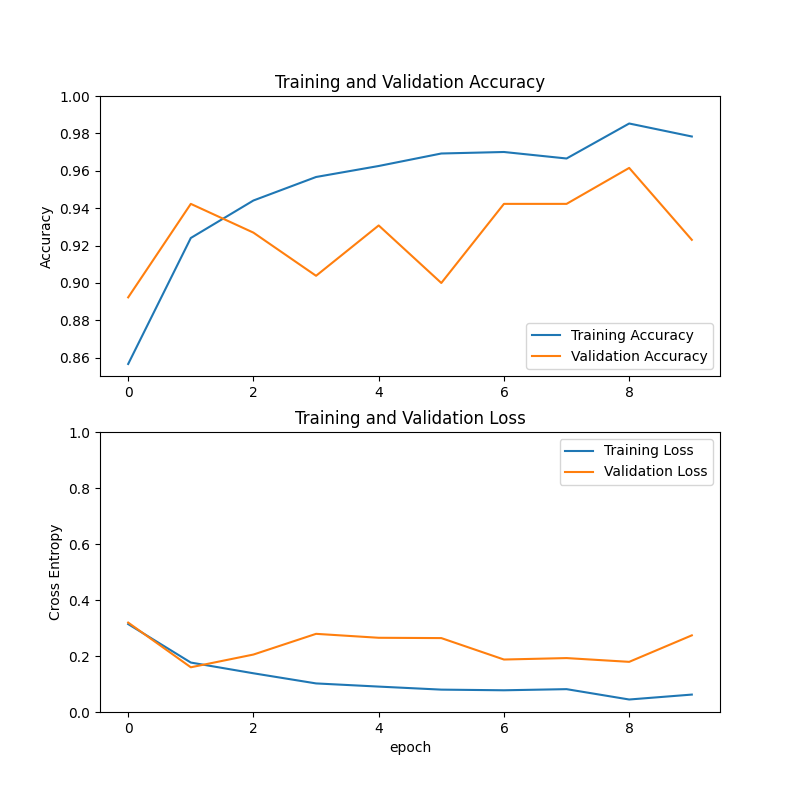 Training and Validation Accuracy
1.00
0.98
0.96
0.94
0.92
0.90
0.88
0.86
Accuracy
Training Accuracy
Validation Accuracy
0 2 4 6 8
Training and Validation Loss
1.0
0.8
0.6
0.4
0.2
0.0
Cross Entropy
Training Loss
Validation Loss
0 2 4 6 8
epoch